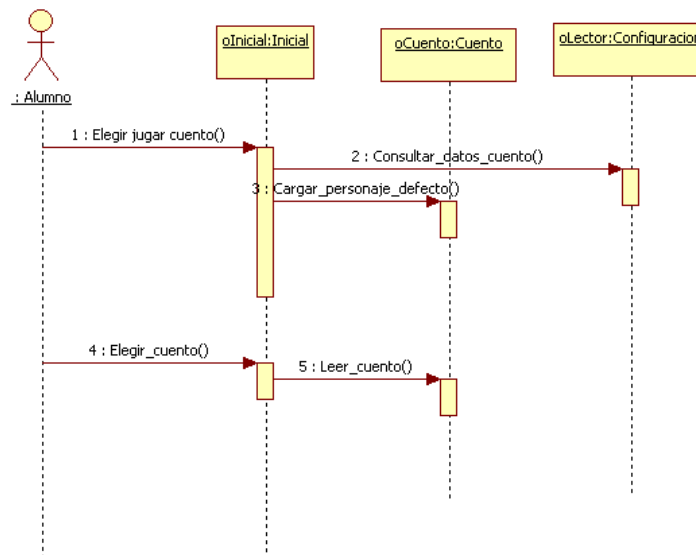 oInicial:Inicial
oCuento:Cuento
oLector:Configuracion
: Alumno
1 : Elegir jugar cuento()
2 : Consultar_datos_cuento()
3 : Cargar_personaje_defecto()
4 : Elegir_cuento()
5 : Leer_cuento()